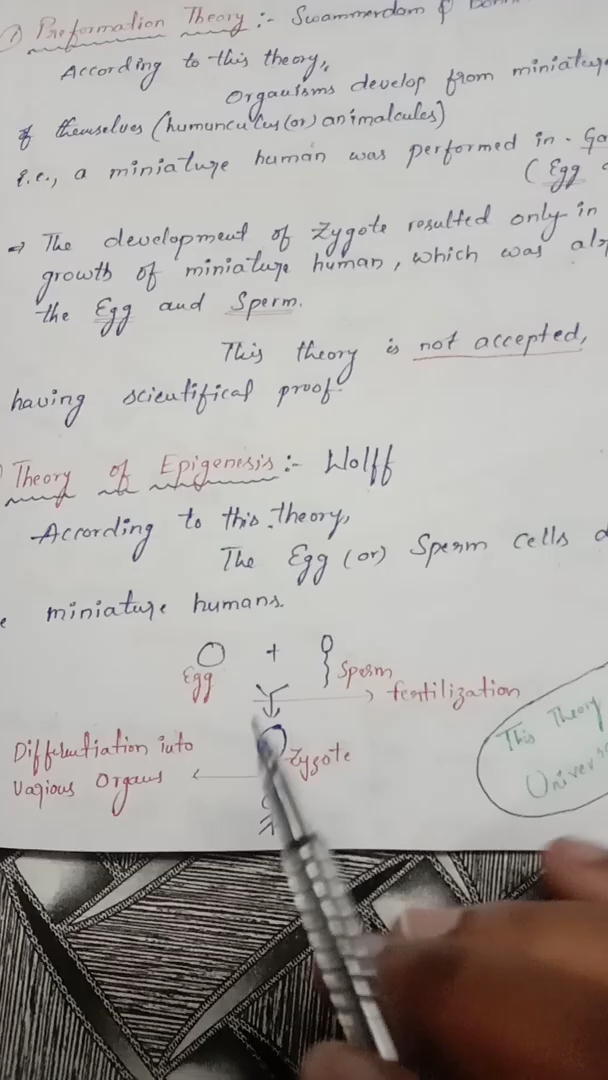 Preformation Theory :- Swammerdam &
According to this theory,
Organisms develop from miniature
of themselves (humunculus (or) animalcules)
i.e., a miniature human was performed in
(Egg
⇒ The development of zygote resulted only in
growth of miniature human, which was
the Egg and Sperm.
This theory is not accepted,
having scientifical proof.
Theory of Epigenesis :- Wolff
According to this theory,
The Egg (or) Sperm cells
miniature humans.
+
Egg
Sperm
fertilization
Differentiation into
various organs
Zygote
This Theory